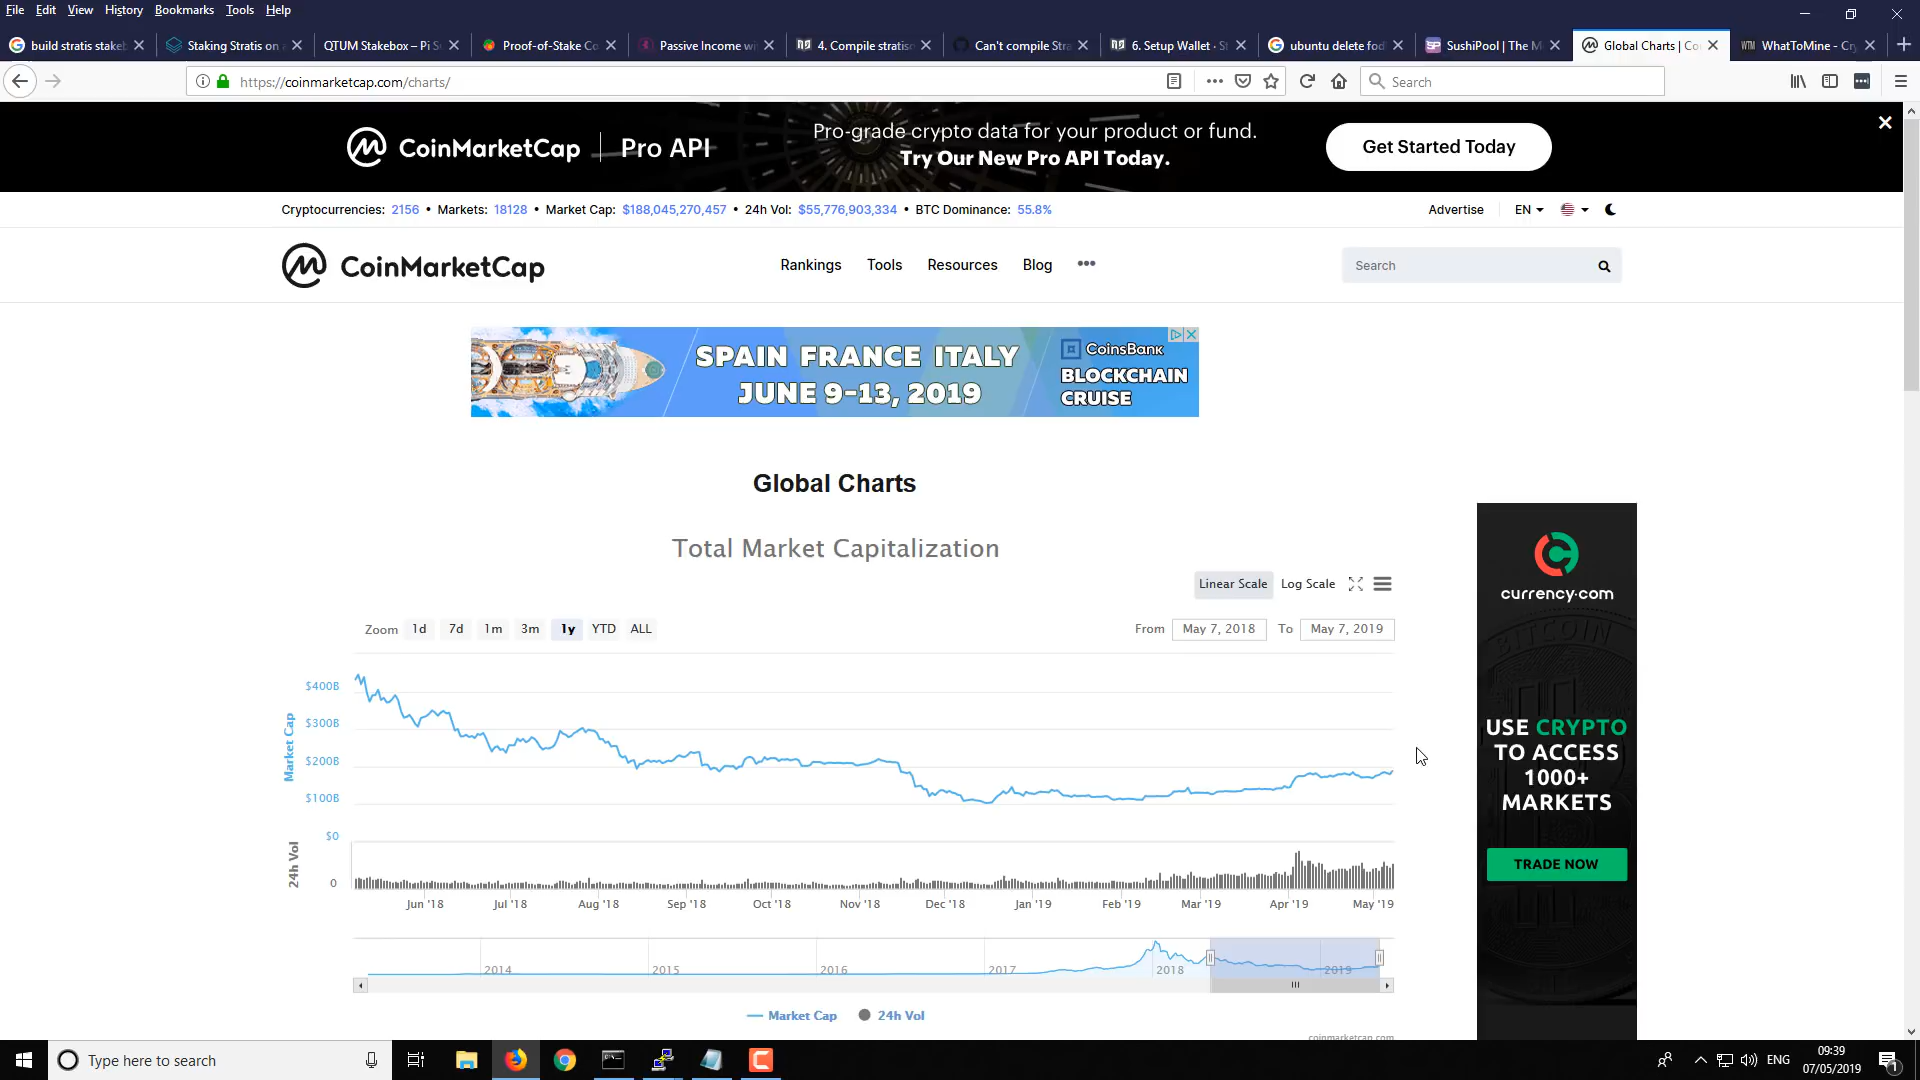 File Edit View History Bookmarks Tools Help
build stratis stakeb
Staking Stratis on
QTUM Stakebox – Pi S
Proof-of-Stake Co
Passive Income wi
4. Compile stratis
Can't compile Stra
6. Setup Wallet · S
ubuntu delete fol
SushiPool | The M
Global Charts | Co
WhatToMine - Cry
https://coinmarketcap.com/charts/
Search
CoinMarketCap | Pro API
Pro-grade crypto data for your product or fund.
Try Our New Pro API Today.
Get Started Today
Cryptocurrencies: 2156 • Markets: 18128 • Market Cap: $188,045,270,457 • 24h Vol: $55,776,903,334 • BTC Dominance: 55.8%
Advertise EN
CoinMarketCap
Rankings Tools Resources Blog
Search
SPAIN FRANCE ITALY
JUNE 9-13, 2019
CoinsBank
BLOCKCHAIN
CRUISE
Global Charts
Total Market Capitalization
Linear Scale Log Scale
Zoom 1d 7d 1m 3m 1y YTD ALL
From May 7, 2018 To May 7, 2019
Market Cap
$400B
$300B
$200B
$100B
$0
24h Vol
0
Jun '18 Jul '18 Aug '18 Sep '18 Oct '18 Nov '18 Dec '18 Jan '19 Feb '19 Mar '19 Apr '19 May '19
2014 2015 2016 2017 2018 2019
Market Cap 24h Vol
coinmarketcap.com
currency.com
BITCOIN
USE CRYPTO
TO ACCESS
1000+
MARKETS
TRADE NOW
Type here to search
ENG
09:39
07/05/2019
1